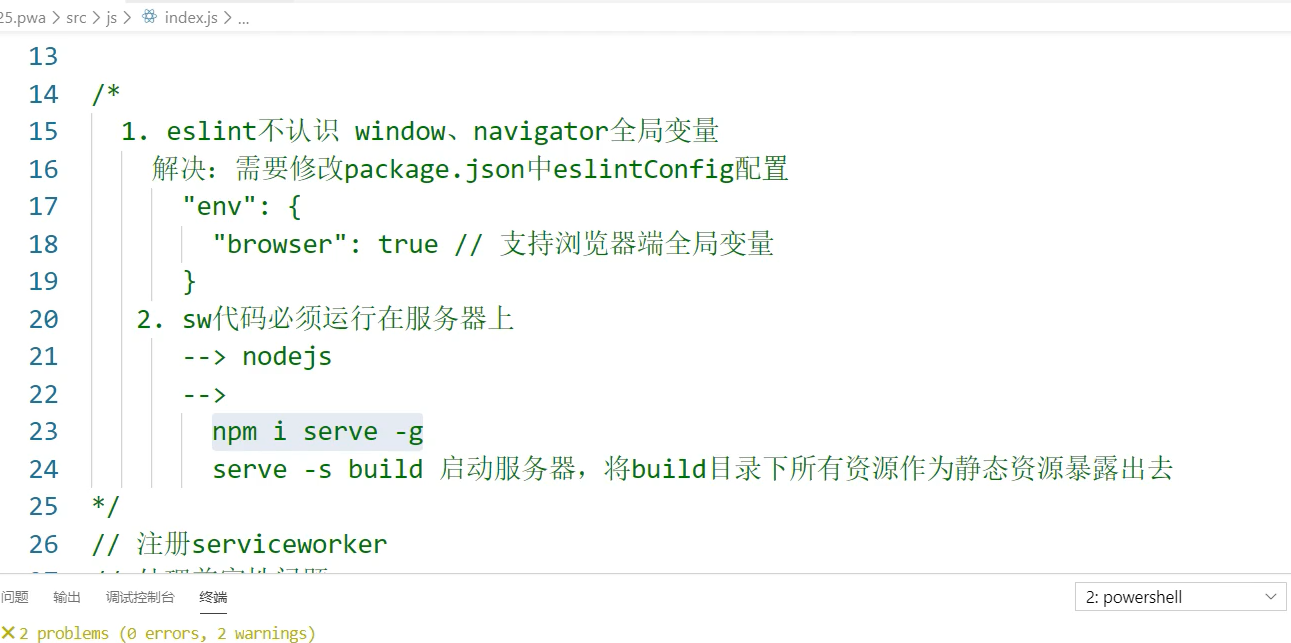 25.pwa > src > js > index.js > ...
13
14 /*
15 1. eslint不认识 window、navigator全局变量
16 解决：需要修改package.json中eslintConfig配置
17 "env": {
18 "browser": true // 支持浏览器端全局变量
19 }
20 2. sw代码必须运行在服务器上
21 --> nodejs
22 -->
23 npm i serve -g
24 serve -s build 启动服务器，将build目录下所有资源作为静态资源暴露出去
25 */
26 // 注册serviceworker
问题 输出 调试控制台 终端 2: powershell
2 problems (0 errors, 2 warnings)